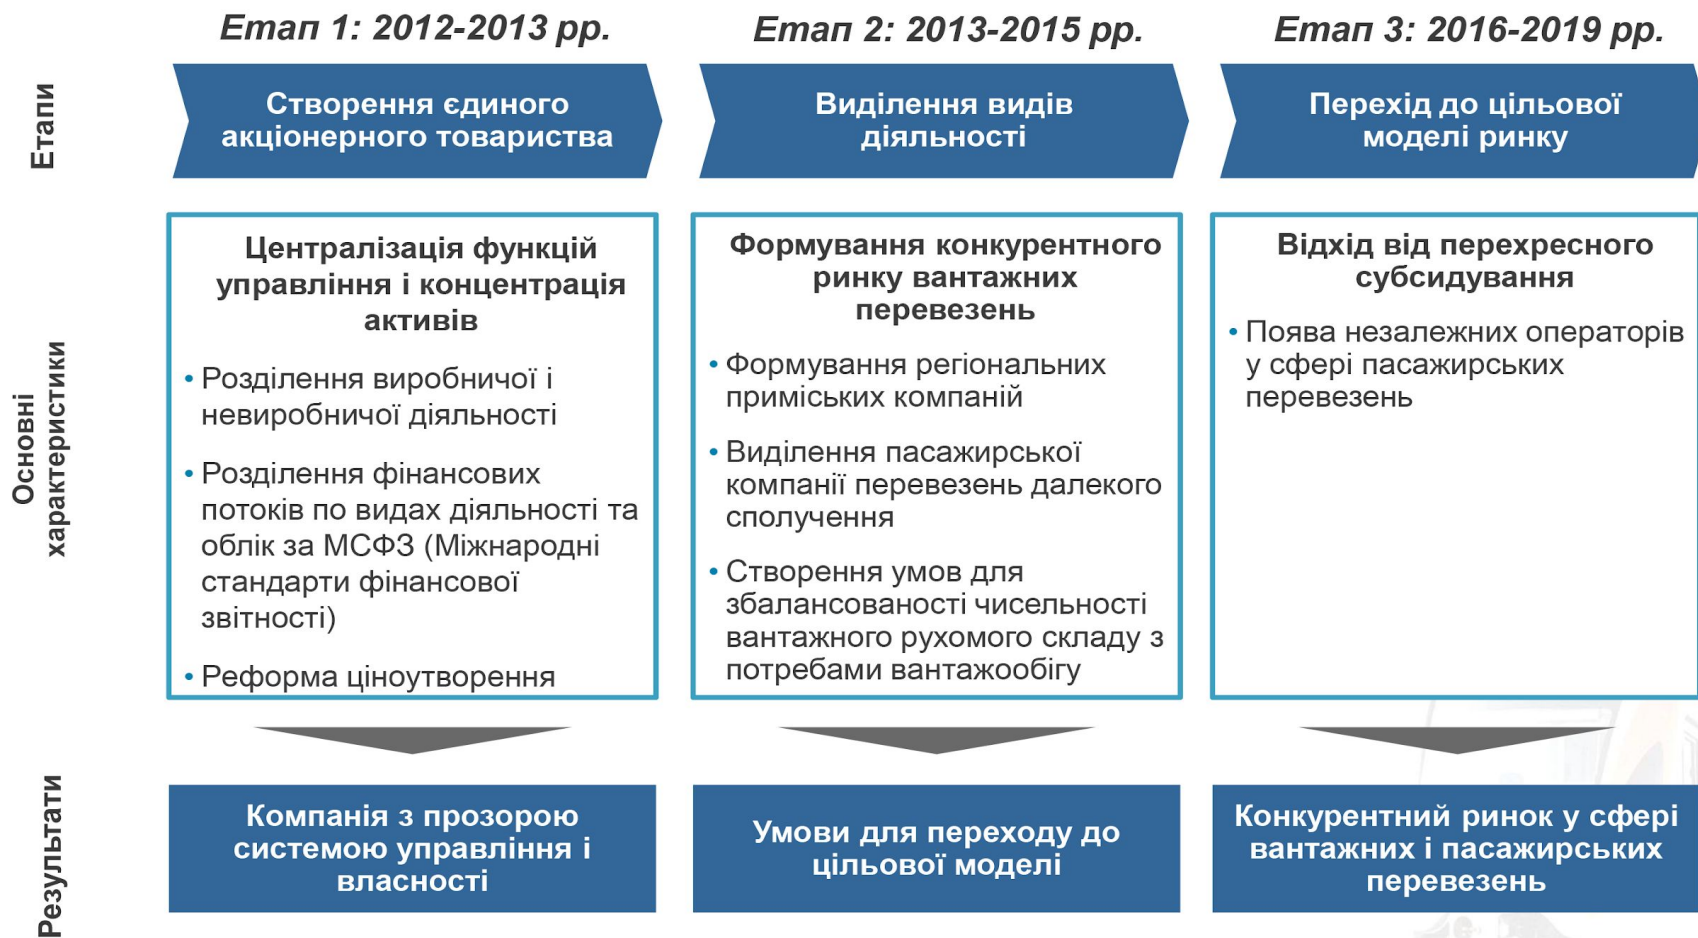 Етап 1: 2012-2013 рр.
Етап 2: 2013-2015 рр.
Етап 3: 2016-2019 рр.
Етапи
Створення єдиного
акціонерного товариства
Виділення видів
діяльності
Перехід до цільової
моделі ринку
Основні
характеристики
Централізація функцій
управління і концентрація
активів
• Розділення виробничої і
невиробничої діяльності
• Розділення фінансових
потоків по видах діяльності та
облік за МСФЗ (Міжнародні
стандарти фінансової
звітності)
• Реформа ціноутворення
Формування конкурентного
ринку вантажних
перевезень
• Формування регіональних
приміських компаній
• Виділення пасажирської
компанії перевезень далекого
сполучення
• Створення умов для
збалансованості чисельності
вантажного рухомого складу з
потребами вантажообігу
Відхід від перехресного
субсидування
• Поява незалежних операторів
у сфері пасажирських
перевезень
Результати
Компанія з прозорою
системою управління і
власності
Умови для переходу до
цільової моделі
Конкурентний ринок у сфері
вантажних і пасажирських
перевезень